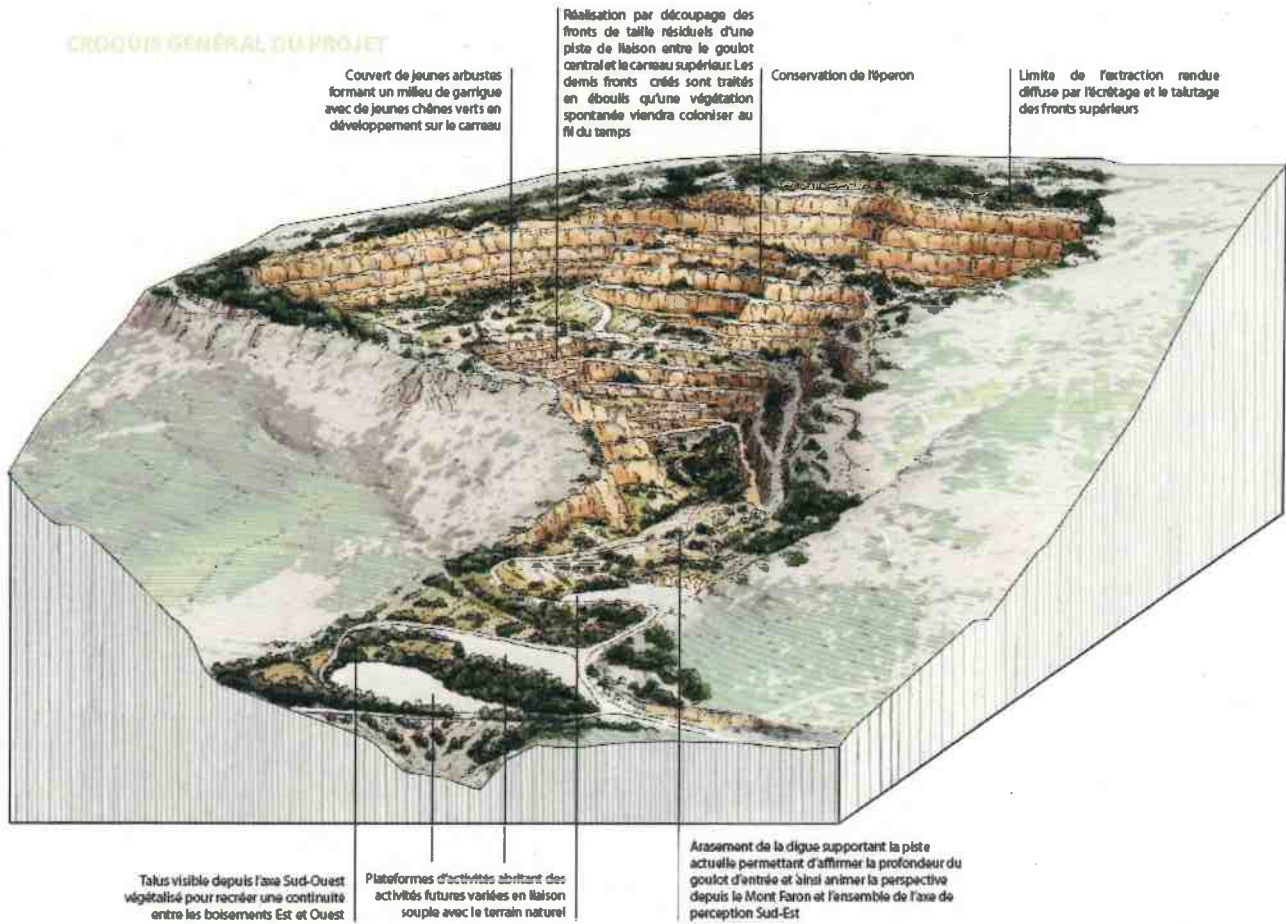 CROQUIS GÉNÉRAL DU PROJET
Couvert de jeunes arbustes
formant un milieu de garrigue
avec de jeunes chênes verts en
développement sur le carreau
Réalisation par découpage des
fronts de taille résiduels d'une
piste de liaison entre le goulot
central et le carreau supérieur. Les
demis fronts créés sont traités
en éboulis qu'une végétation
spontanée viendra coloniser au
fil du temps
Conservation de l'éperon
Limite de l'extraction rendue
diffuse par l'écrêtage et le talutage
des fronts supérieurs
Talus visible depuis l'axe Sud-Ouest
végétalisé pour recréer une continuité
entre les boisements Est et Ouest
Plateformes d'activités abritant des
activités futures variées en liaison
souple avec le terrain naturel
Arasement de la digue supportant la piste
actuelle permettant d'affirmer la profondeur du
goulot d'entrée et ainsi animer la perspective
depuis le Mont Faron et l'ensemble de l'axe de
perception Sud-Est